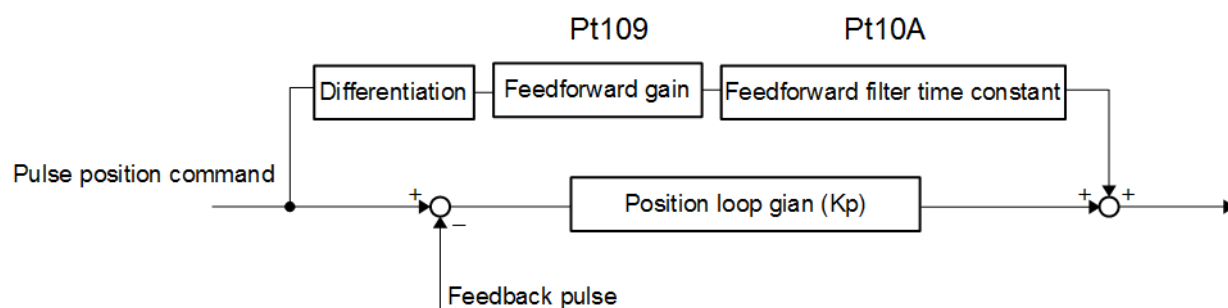 Pt109 Pt10A
Differentiation Feedforward gain Feedforward filter time constant
Pulse position command
+ Position loop gian (Kp) + +
−
Feedback pulse